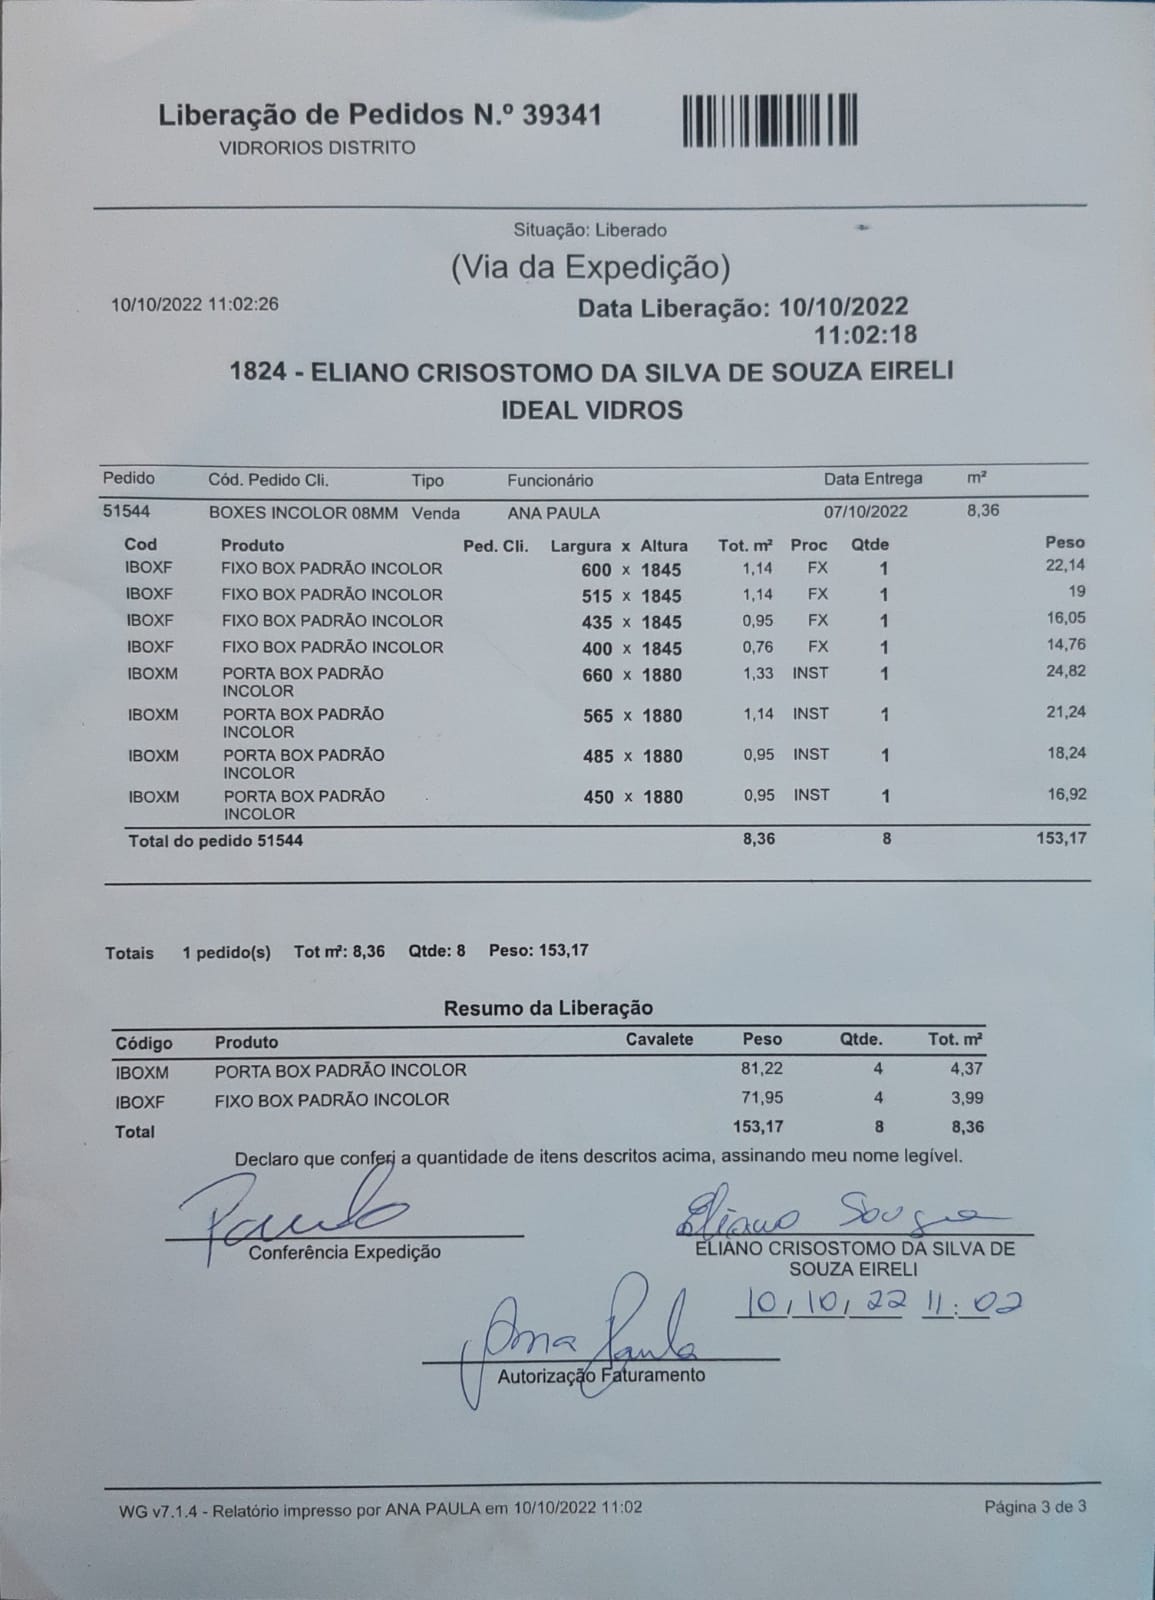 Liberação de Pedidos N.º 39341
VIDRORIOS DISTRITO
Situação: Liberado
(Via da Expedição)
10/10/2022 11:02:26 Data Liberação: 10/10/2022
11:02:18
1824 - ELIANO CRISOSTOMO DA SILVA DE SOUZA EIRELI
IDEAL VIDROS
Pedido Cód. Pedido Cli. Tipo Funcionário Data Entrega m²
51544 BOXES INCOLOR 08MM Venda ANA PAULA 07/10/2022 8,36
Cod Produto Ped. Cli. Largura x Altura Tot. m² Proc Qtde Peso
IBOXF FIXO BOX PADRÃO INCOLOR 600 x 1845 1,14 FX 1 22,14
IBOXF FIXO BOX PADRÃO INCOLOR 515 x 1845 1,14 FX 1 19
IBOXF FIXO BOX PADRÃO INCOLOR 435 x 1845 0,95 FX 1 16,05
IBOXF FIXO BOX PADRÃO INCOLOR 400 x 1845 0,76 FX 1 14,76
IBOXM PORTA BOX PADRÃO 660 x 1880 1,33 INST 1 24,82
INCOLOR
IBOXM PORTA BOX PADRÃO 565 x 1880 1,14 INST 1 21,24
INCOLOR
IBOXM PORTA BOX PADRÃO 485 x 1880 0,95 INST 1 18,24
INCOLOR
IBOXM PORTA BOX PADRÃO 450 x 1880 0,95 INST 1 16,92
INCOLOR
Total do pedido 51544 8,36 8 153,17
Totais 1 pedido(s) Tot m²: 8,36 Qtde: 8 Peso: 153,17
Resumo da Liberação
Código Produto Cavalete Peso Qtde. Tot. m²
IBOXM PORTA BOX PADRÃO INCOLOR 81,22 4 4,37
IBOXF FIXO BOX PADRÃO INCOLOR 71,95 4 3,99
Total 153,17 8 8,36
Declaro que conferi a quantidade de itens descritos acima, assinando meu nome legível.
Paulo Eliano Souza
Conferência Expedição ELIANO CRISOSTOMO DA SILVA DE
SOUZA EIRELI
10/10/22 11:02
Ana Paula
Autorização Faturamento
WG v7.1.4 - Relatório impresso por ANA PAULA em 10/10/2022 11:02 Página 3 de 3